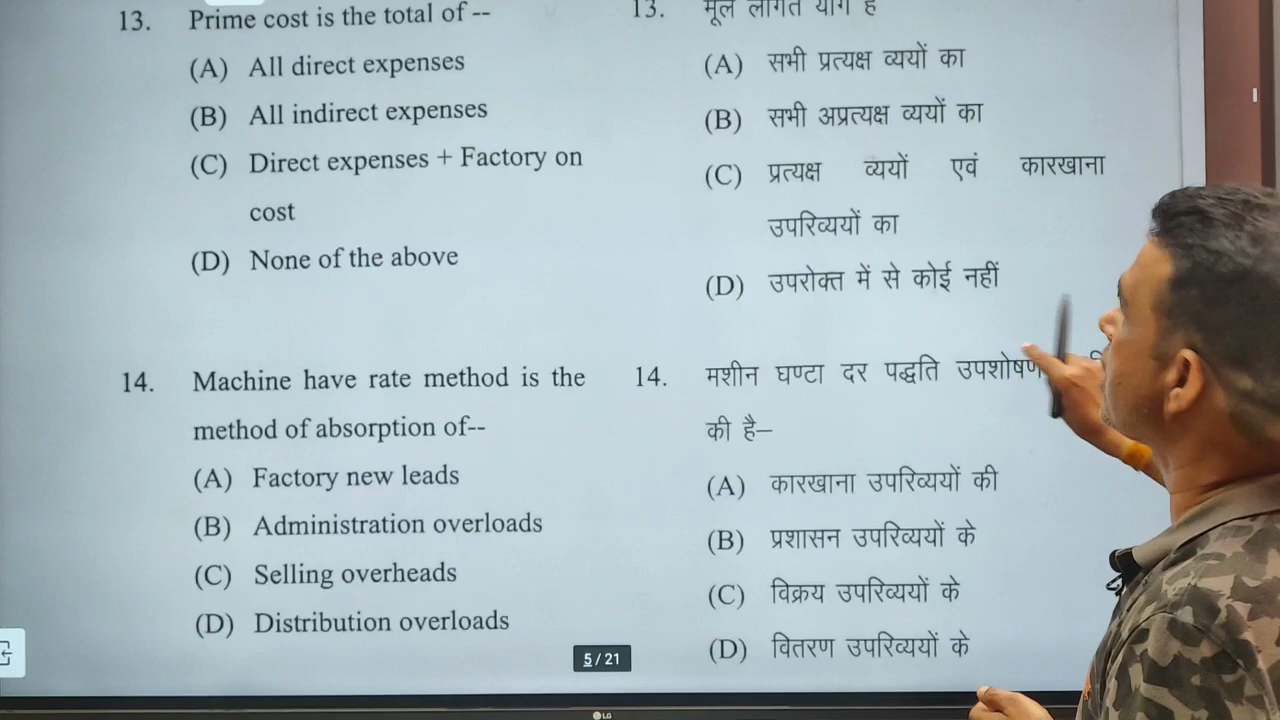 13. Prime cost is the total of --
(A) All direct expenses
(B) All indirect expenses
(C) Direct expenses + Factory on
cost
(D) None of the above
14. Machine have rate method is the
method of absorption of--
(A) Factory new leads
(B) Administration overloads
(C) Selling overheads
(D) Distribution overloads
13. मूल लागत योग है
(A) सभी प्रत्यक्ष व्ययों का
(B) सभी अप्रत्यक्ष व्ययों का
(C) प्रत्यक्ष व्ययों एवं कारखाना
उपरिव्ययों का
(D) उपरोक्त में से कोई नहीं
14. मशीन घण्टा दर पद्धति उपशोषण
की है–
(A) कारखाना उपरिव्ययों की
(B) प्रशासन उपरिव्ययों के
(C) विक्रय उपरिव्ययों के
(D) वितरण उपरिव्ययों के
5 / 21
LG